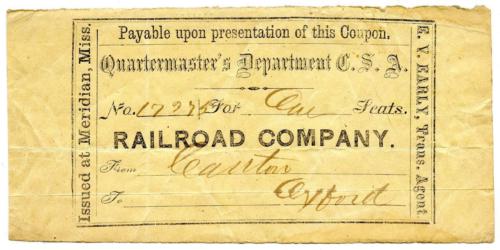 Payable upon presentation of this Coupon.
Issued at Meridian, Miss.
Quartermaster's Department C. S. A.
No. 17276 For One Seats.
RAILROAD COMPANY.
From Canton
To Oxford
E. V. EARLY, Trans. Agent